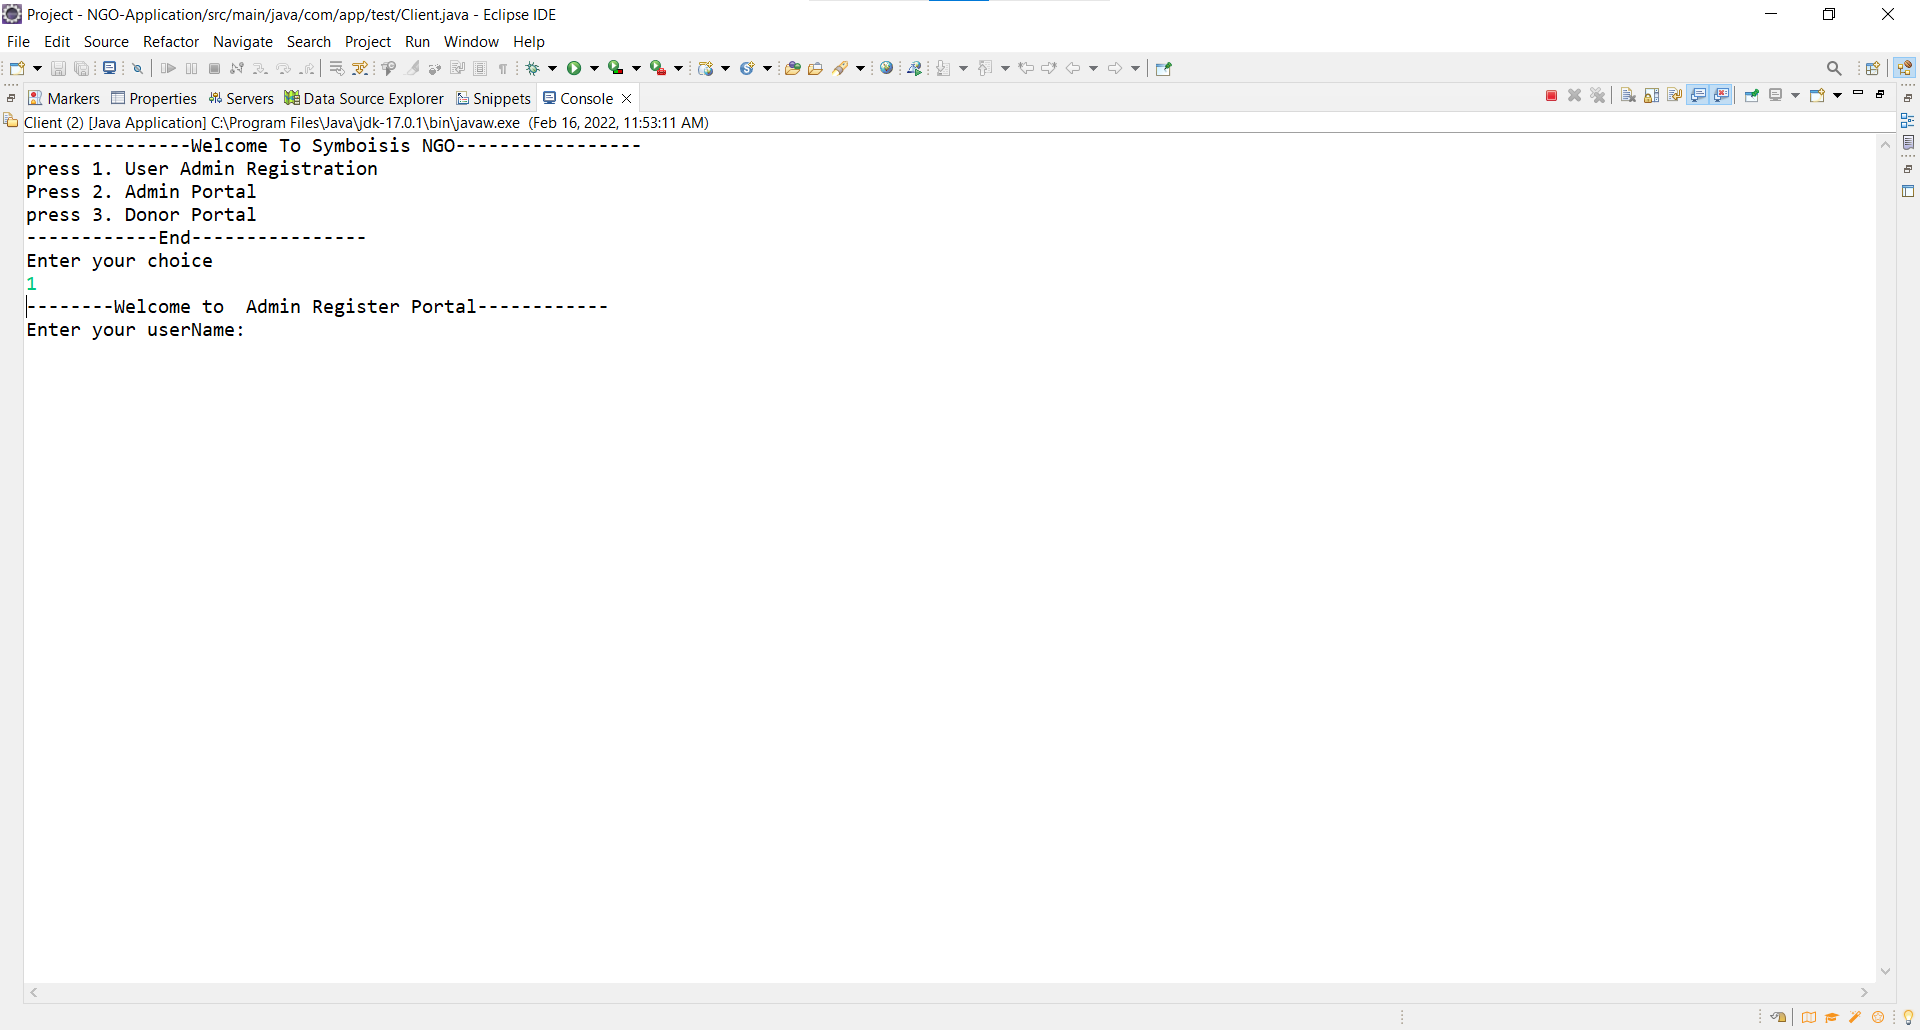 Project - NGO-Application/src/main/java/com/app/test/Client.java - Eclipse IDE
File Edit Source Refactor Navigate Search Project Run Window Help
Markers Properties Servers Data Source Explorer Snippets Console
Client (2) [Java Application] C:\Program Files\Java\jdk-17.0.1\bin\javaw.exe (Feb 16, 2022, 11:53:11 AM)
---------------Welcome To Symboisis NGO-----------------
press 1. User Admin Registration
Press 2. Admin Portal
press 3. Donor Portal
------------End----------------
Enter your choice
1
--------Welcome to  Admin Register Portal------------
Enter your userName: